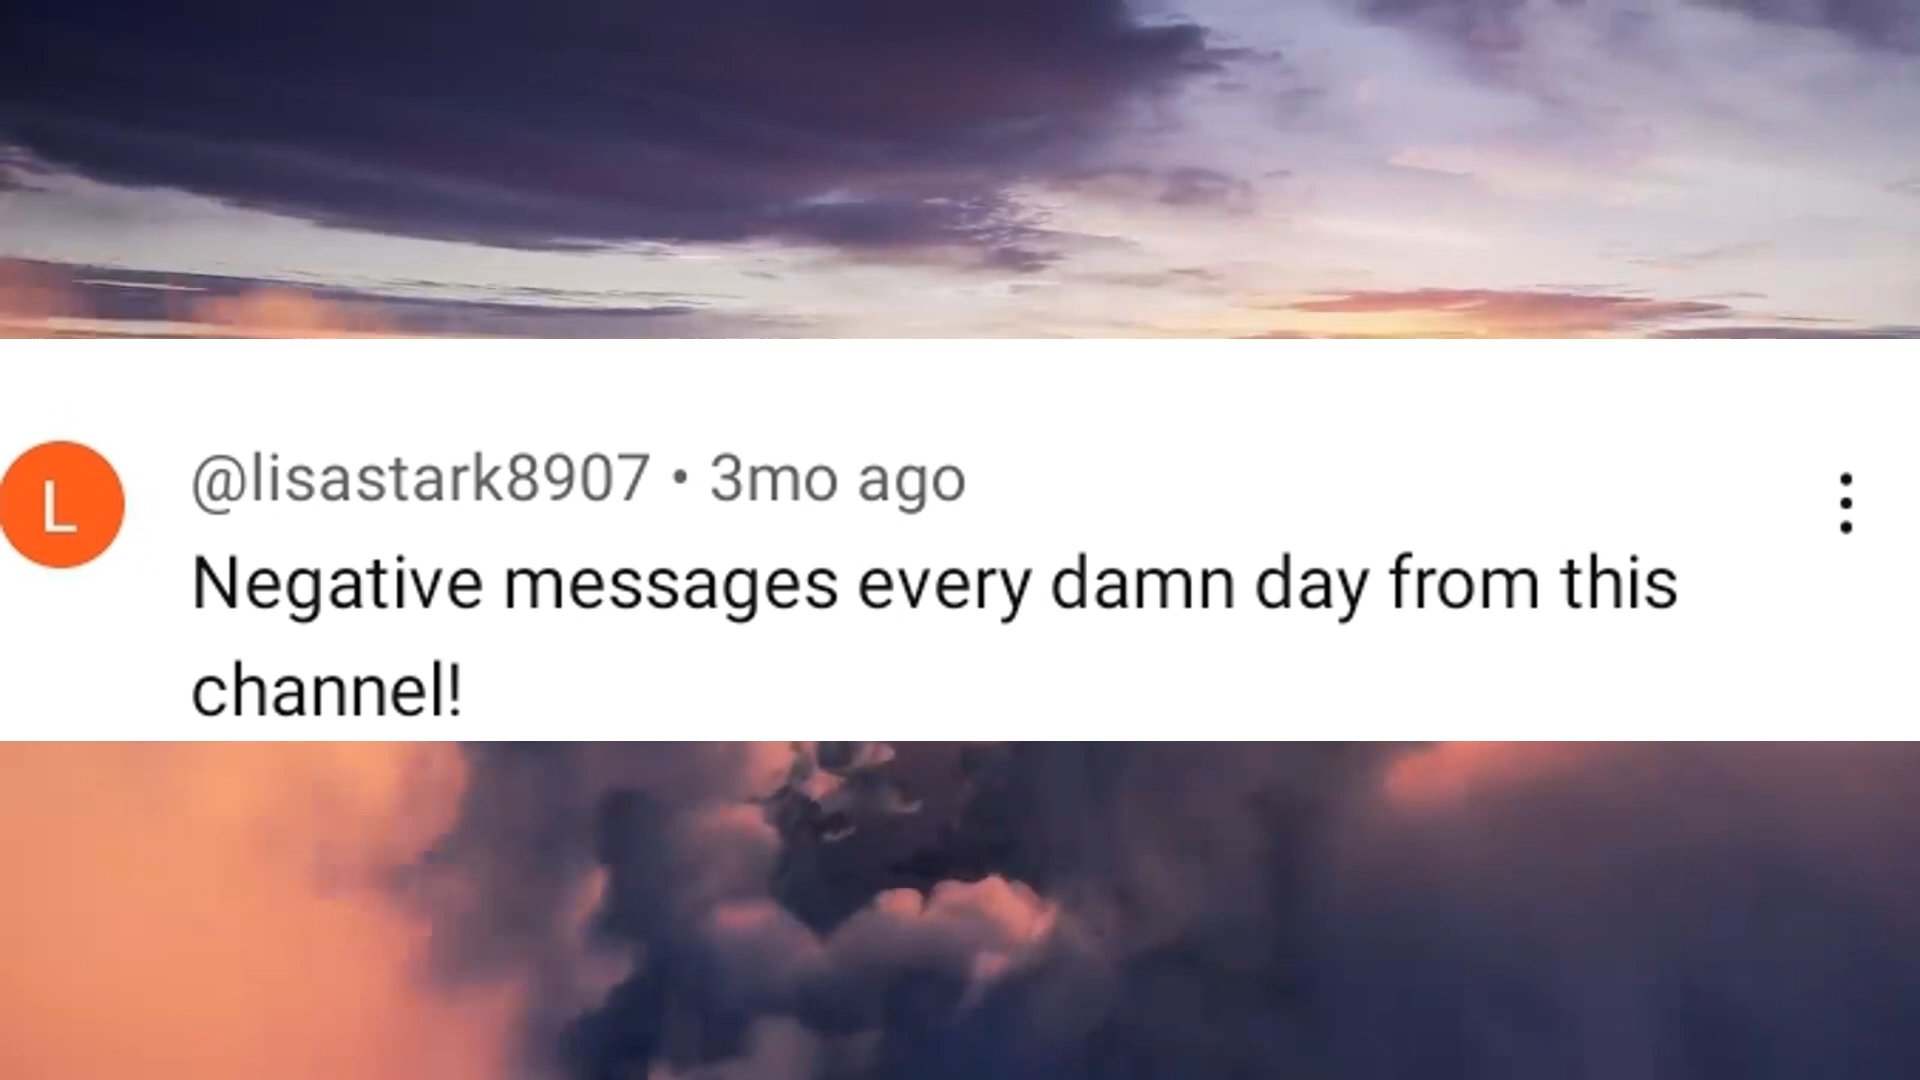 L
@lisastark8907 • 3mo ago
Negative messages every damn day from this
channel!